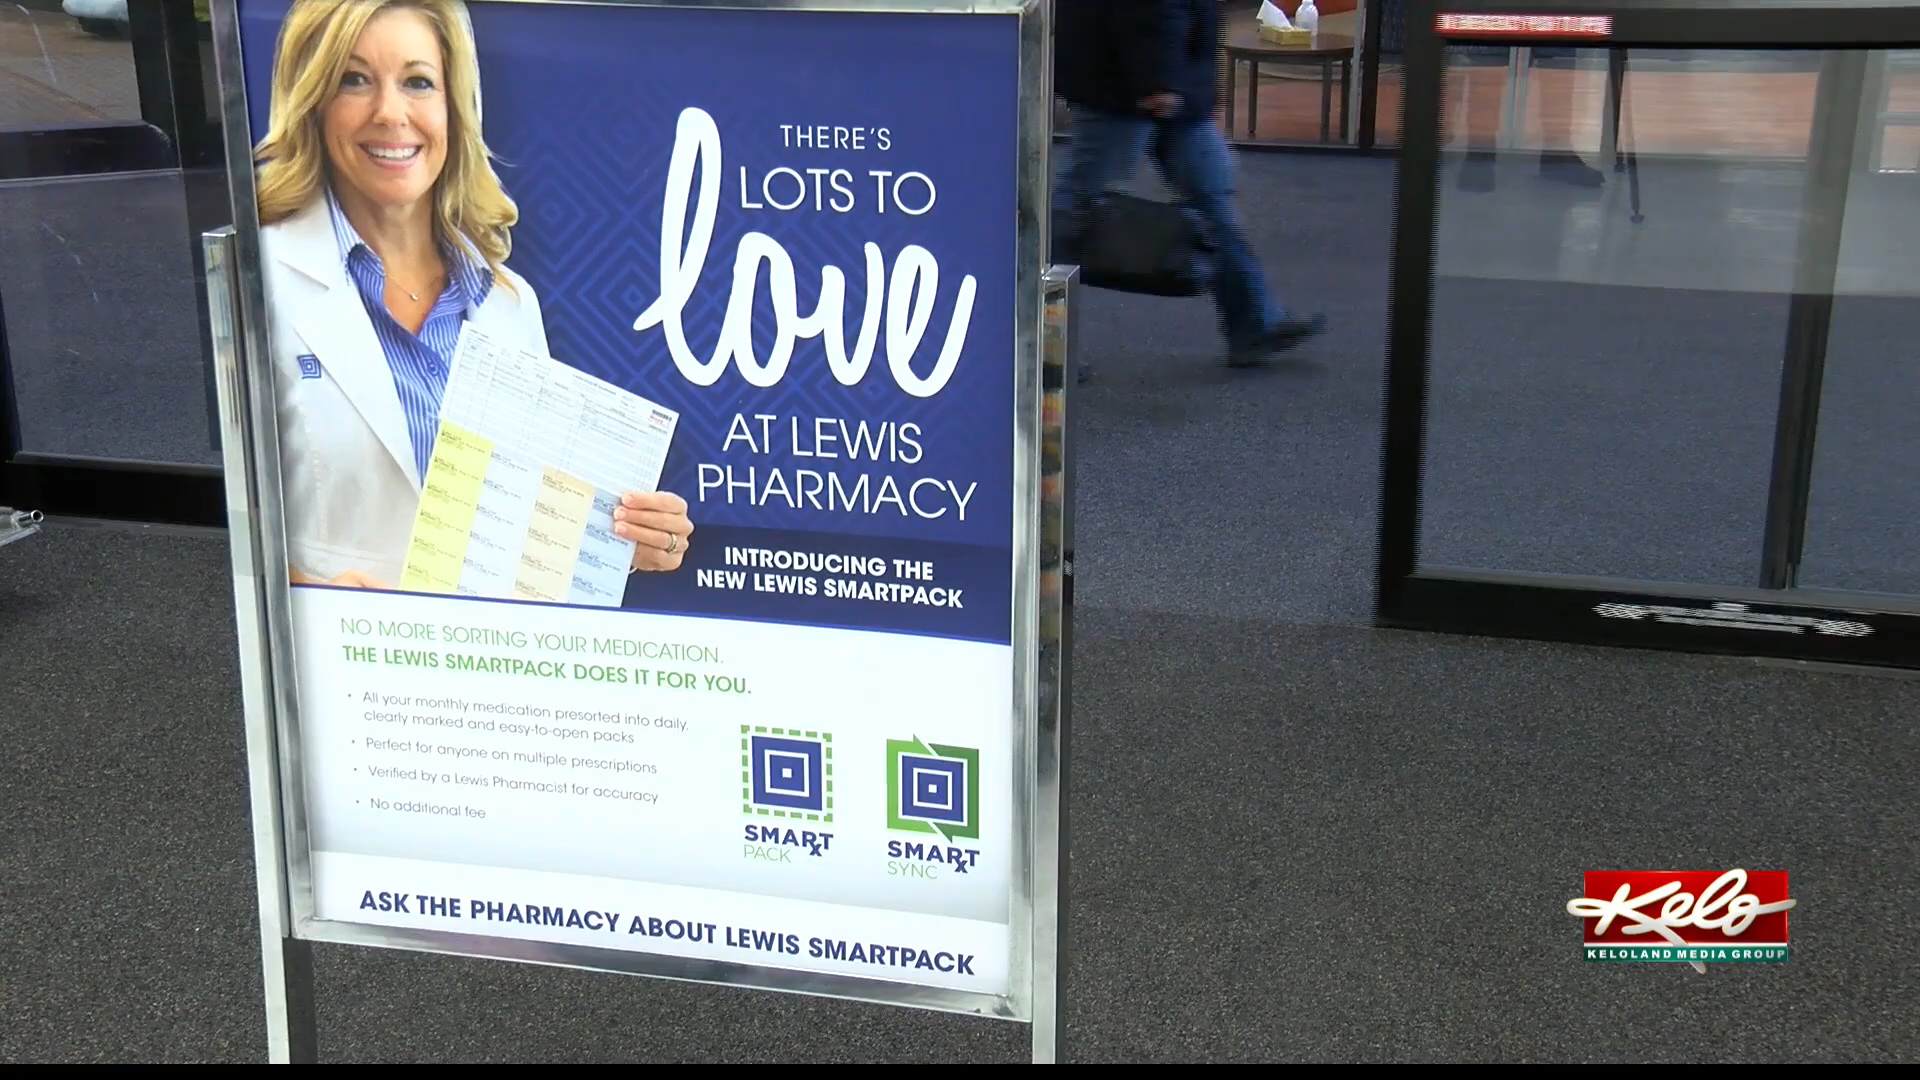 THERE'S
LOTS TO
love
AT LEWIS
PHARMACY
INTRODUCING THE
NEW LEWIS SMARTPACK
NO MORE SORTING YOUR MEDICATION.
THE LEWIS SMARTPACK DOES IT FOR YOU.
• All your monthly medication presorted into daily,
clearly marked and easy-to-open packs
• Perfect for anyone on multiple prescriptions
• Verified by a Lewis Pharmacist for accuracy
• No additional fee
SMARTx
PACK
SMARTx
SYNC
ASK THE PHARMACY ABOUT LEWIS SMARTPACK
Kelo
KELOLAND MEDIA GROUP